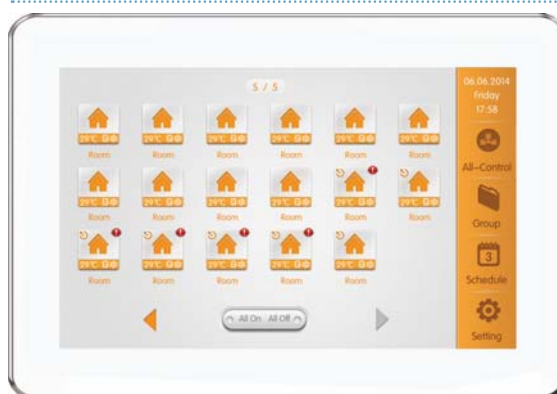 5 / 5
29°C 29°C 29°C 29°C 29°C 29°C
Room Room Room Room Room Room
29°C 29°C 29°C 29°C 29°C 29°C
Room Room Room Room Room Room
29°C 29°C 29°C 29°C 29°C
Room Room Room Room Room
All On All Off
06.06.2014
Friday
17:58
All-Control
Group
3
Schedule
Setting